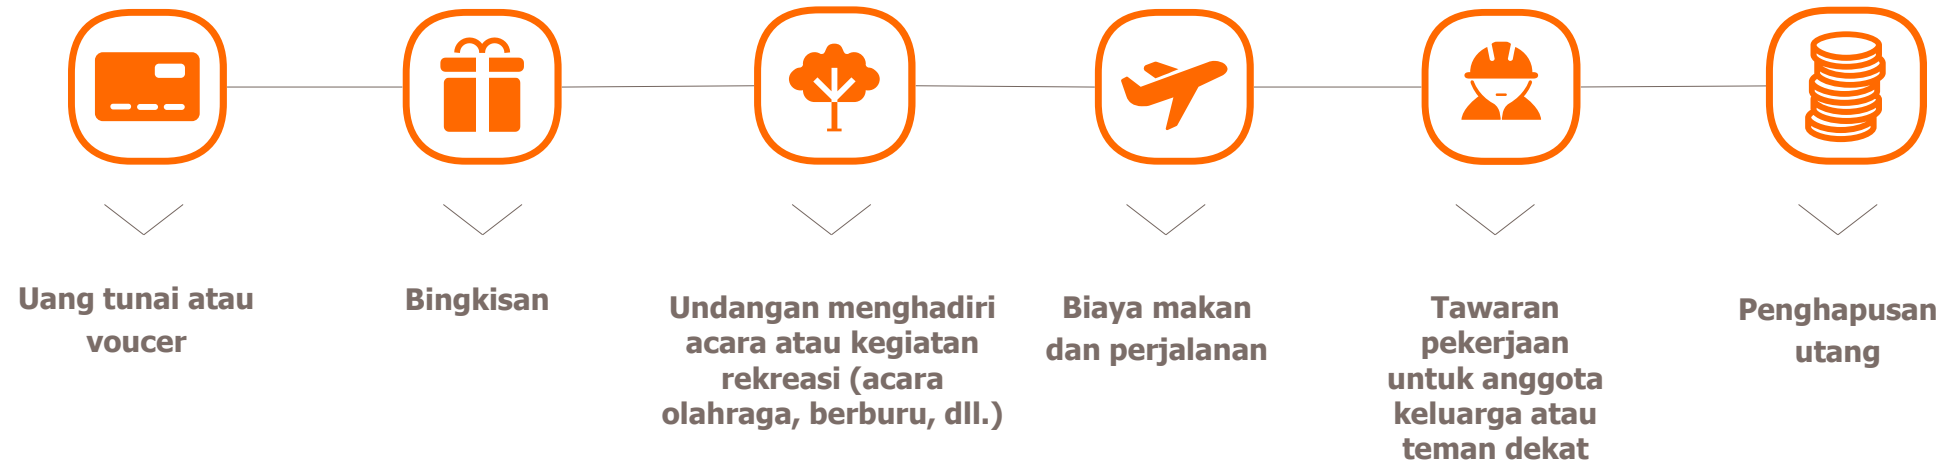 Uang tunai atau
voucer
Bingkisan
Undangan menghadiri
acara atau kegiatan
rekreasi (acara
olahraga, berburu, dll.)
Biaya makan
dan perjalanan
Tawaran
pekerjaan
untuk anggota
keluarga atau
teman dekat
Penghapusan
utang